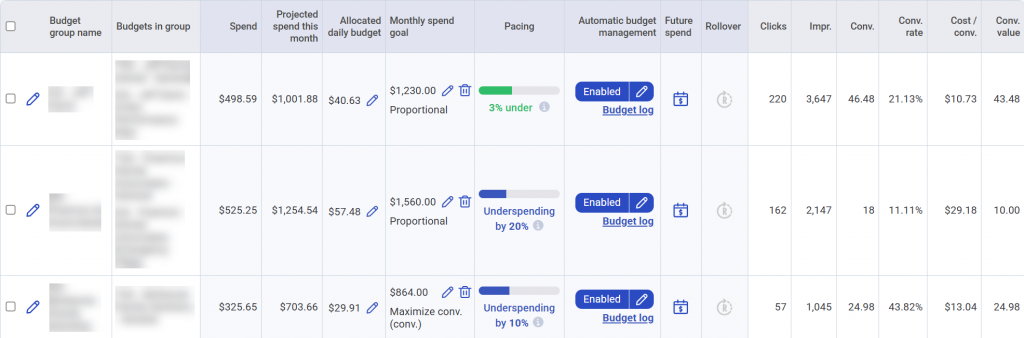 Budget group name
Budgets in group
Spend
Projected spend this month
Allocated daily budget
Monthly spend goal
Pacing
Automatic budget management
Future spend
Rollover
Clicks
Impr.
Conv.
Conv. rate
Cost / conv.
Conv. value
$498.59
$1,001.88
$40.63
$1,230.00
Proportional
3% under
Enabled
Budget log
220
3,647
46.48
21.13%
$10.73
43.48
$525.25
$1,254.54
$57.48
$1,560.00
Proportional
Underspending
by 20%
Enabled
Budget log
162
2,147
18
11.11%
$29.18
10.00
$325.65
$703.66
$29.91
$864.00
Maximize conv.
(conv.)
Underspending
by 10%
Enabled
Budget log
57
1,045
24.98
43.82%
$13.04
24.98